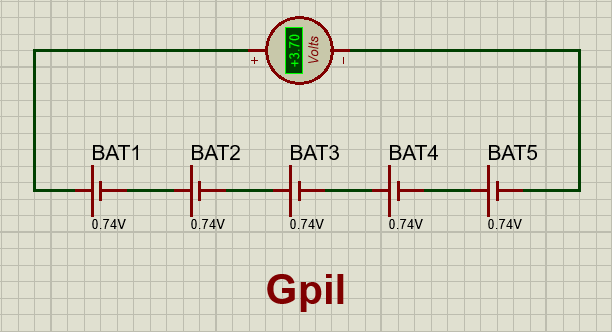 +3.70
Volts
+
-
BAT1 BAT2 BAT3 BAT4 BAT5
0.74V 0.74V 0.74V 0.74V 0.74V
Gpil